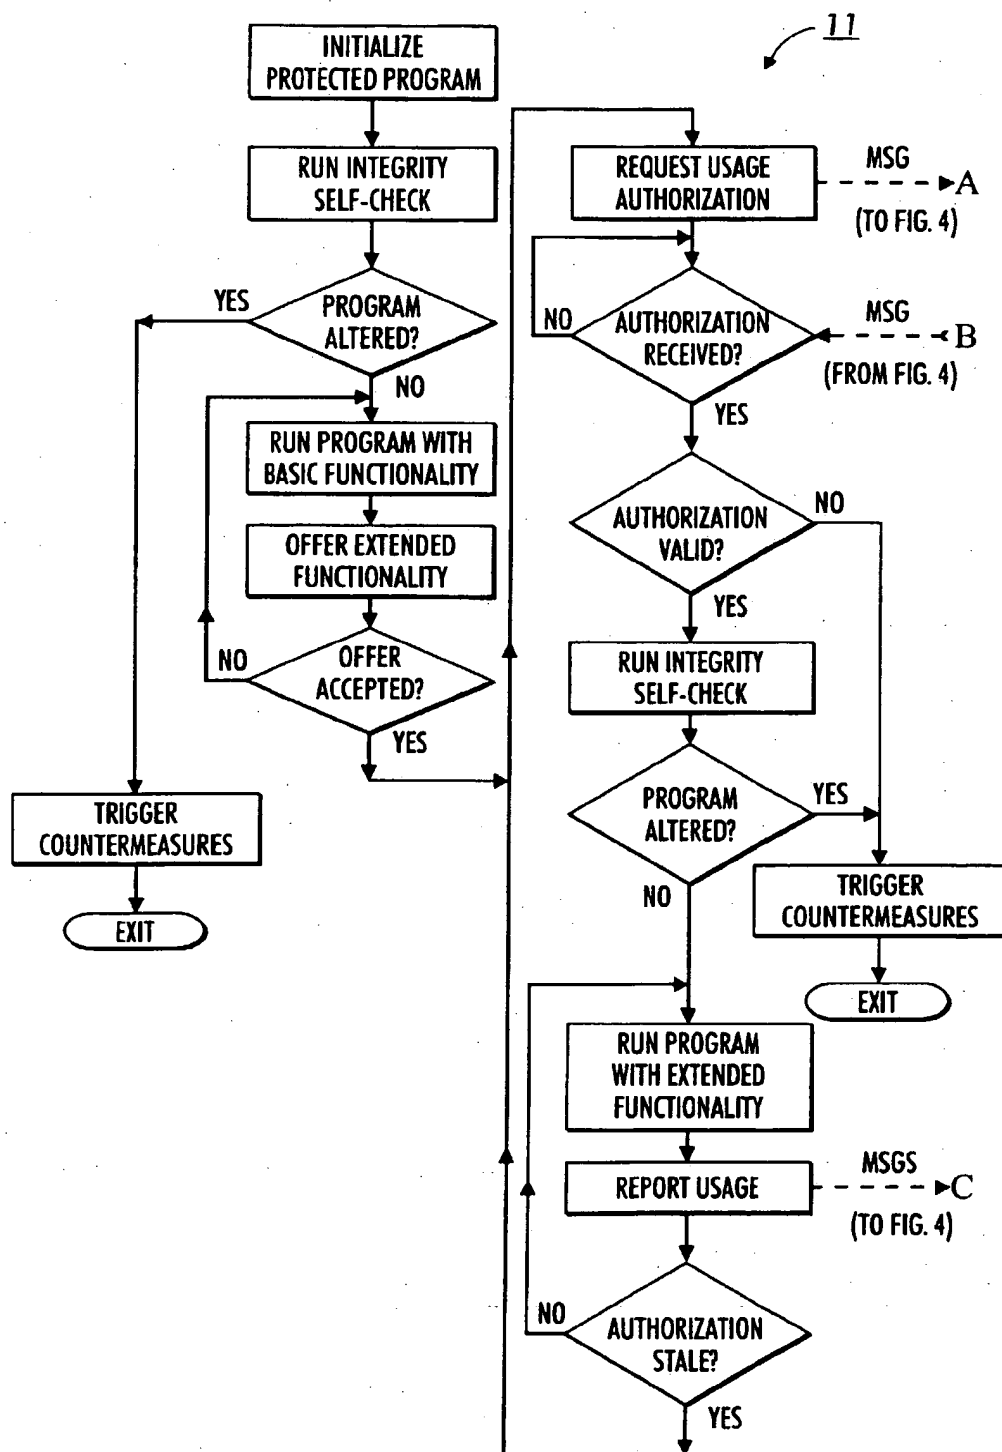 11
INITIALIZE
PROTECTED PROGRAM
RUN INTEGRITY
SELF-CHECK
PROGRAM
ALTERED?
YES
NO
RUN PROGRAM WITH
BASIC FUNCTIONALITY
OFFER EXTENDED
FUNCTIONALITY
OFFER
ACCEPTED?
NO
YES
TRIGGER
COUNTERMEASURES
EXIT
REQUEST USAGE
AUTHORIZATION
MSG
A
(TO FIG. 4)
AUTHORIZATION
RECEIVED?
NO
MSG
B
(FROM FIG. 4)
YES
AUTHORIZATION
VALID?
NO
YES
RUN INTEGRITY
SELF-CHECK
PROGRAM
ALTERED?
YES
NO
TRIGGER
COUNTERMEASURES
EXIT
RUN PROGRAM
WITH EXTENDED
FUNCTIONALITY
REPORT USAGE
MSGS
C
(TO FIG. 4)
AUTHORIZATION
STALE?
NO
YES